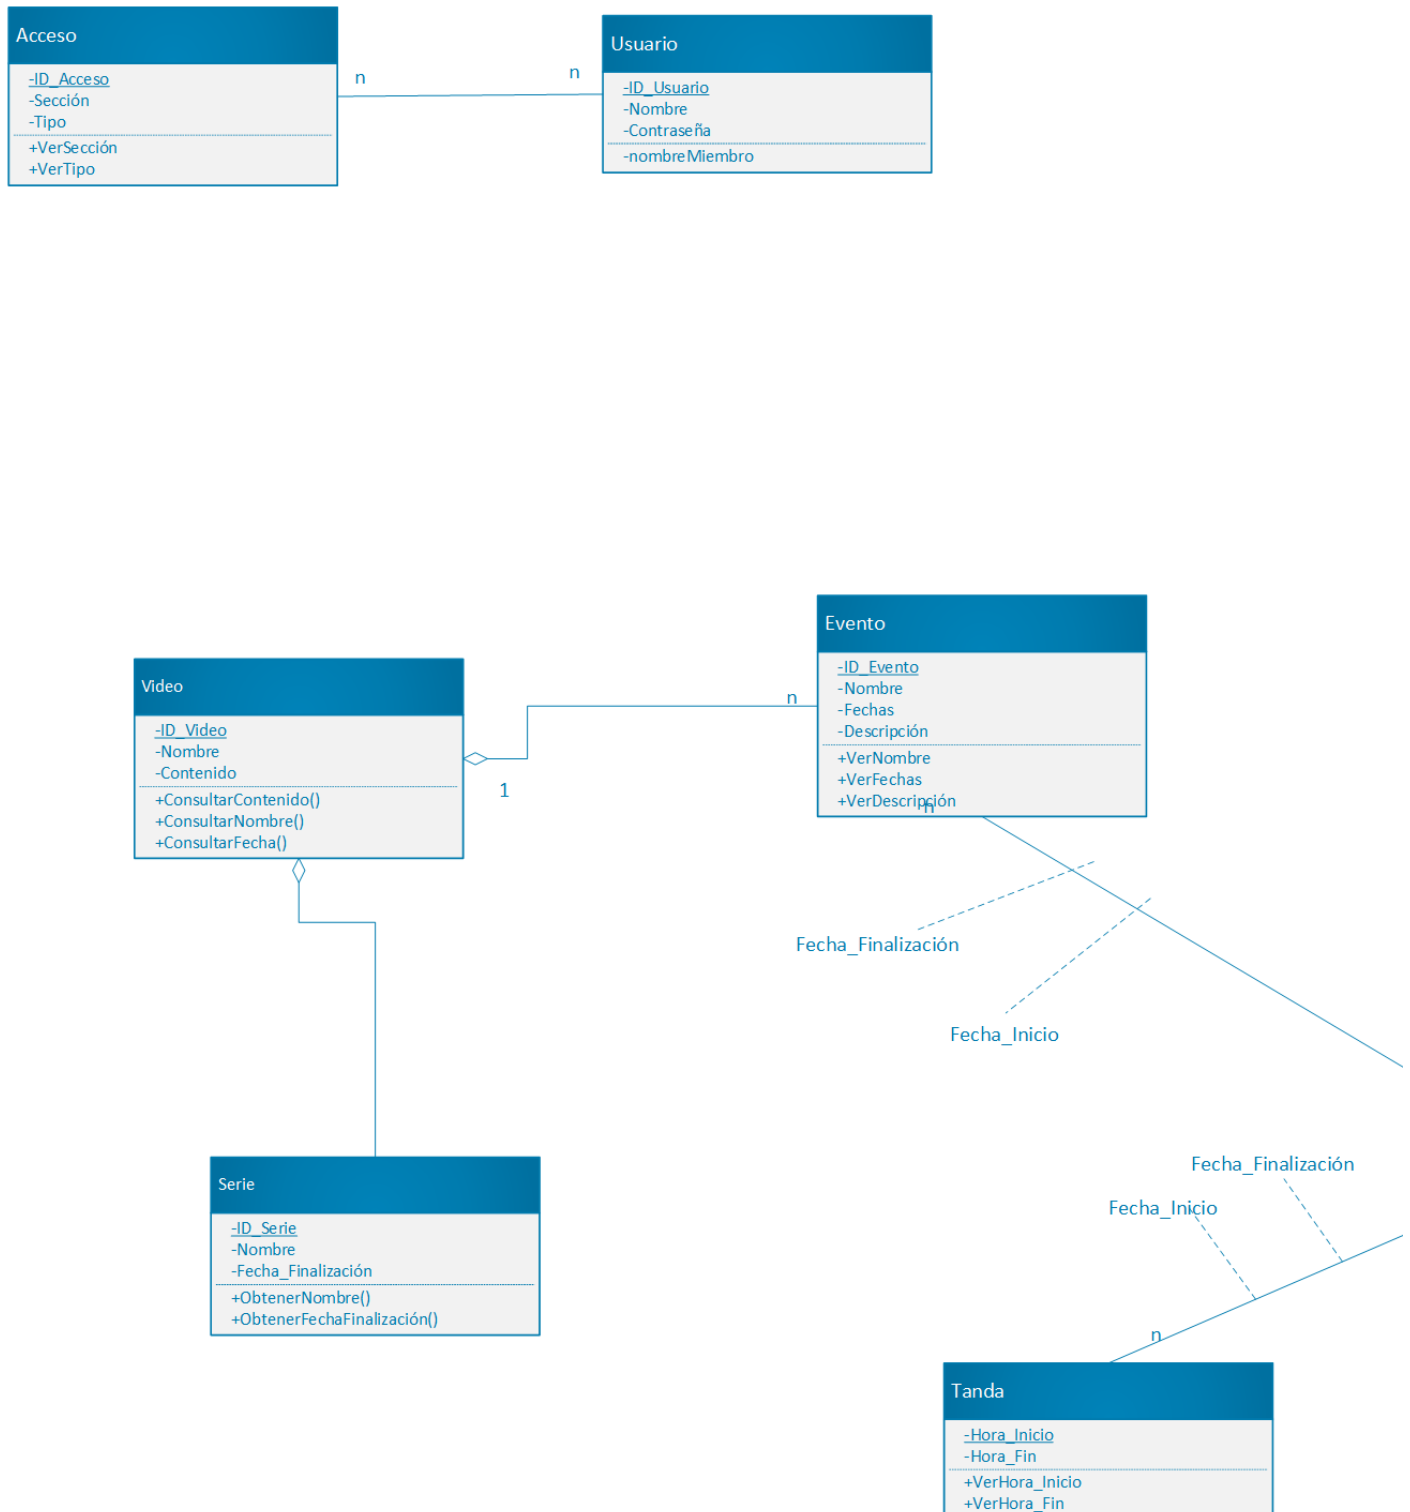 Acceso
-ID_Acceso
-Sección
-Tipo
+VerSección
+VerTipo
n
n
Usuario
-ID_Usuario
-Nombre
-Contraseña
-nombreMiembro
Evento
-ID_Evento
-Nombre
-Fechas
-Descripción
+VerNombre
+VerFechas
+VerDescripción
n
n
Video
-ID_Video
-Nombre
-Contenido
+ConsultarContenido()
+ConsultarNombre()
+ConsultarFecha()
1
Fecha_Finalización
Fecha_Inicio
Serie
-ID_Serie
-Nombre
-Fecha_Finalización
+ObtenerNombre()
+ObtenerFechaFinalización()
Fecha_Finalización
Fecha_Inicio
n
Tanda
-Hora_Inicio
-Hora_Fin
+VerHora_Inicio
+VerHora_Fin